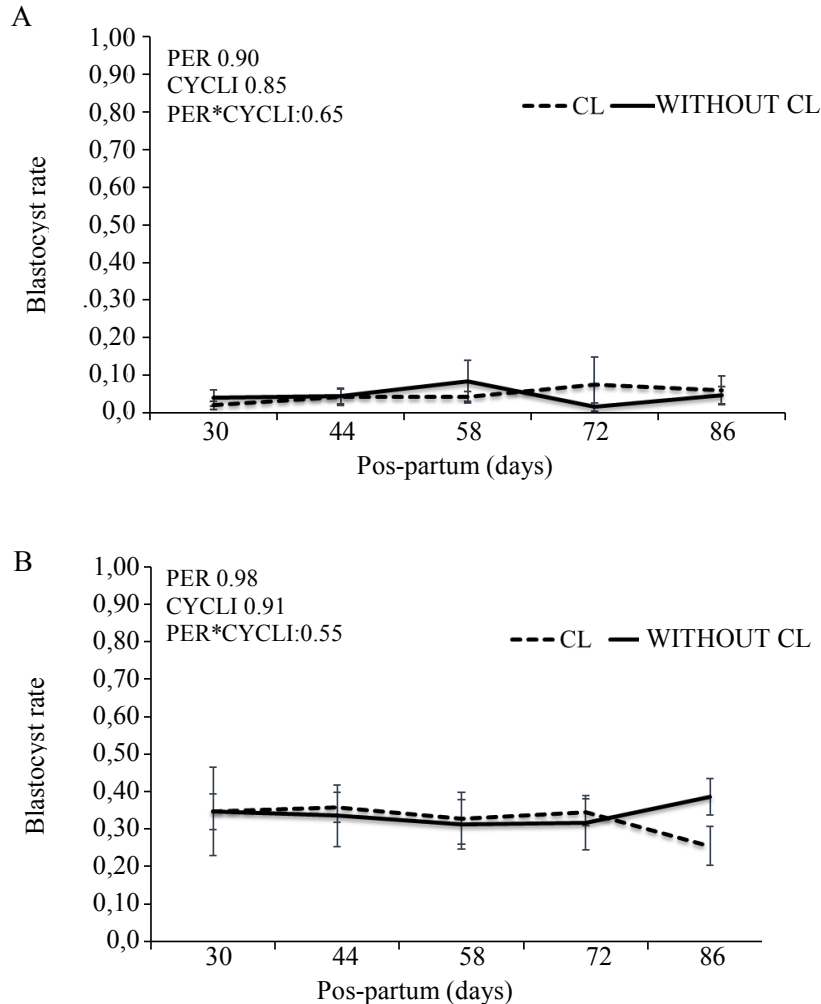 A
1,00
0,90
0,80
0,70
0,60
0,50
0,40
.0,30
0,20
0,10
0,0
Blastocyst rate
PER 0.90
CYCLI 0.85
PER*CYCLI:0.65
CL WITHOUT CL
30 44 58 72 86
Pos-partum (days)
B
1,00
0,90
0,80
0,70
0,60
0,50
0,40
0,30
0,20
0,10
0,0
Blastocyst rate
PER 0.98
CYCLI 0.91
PER*CYCLI:0.55
CL WITHOUT CL
30 44 58 72 86
Pos-partum (days)